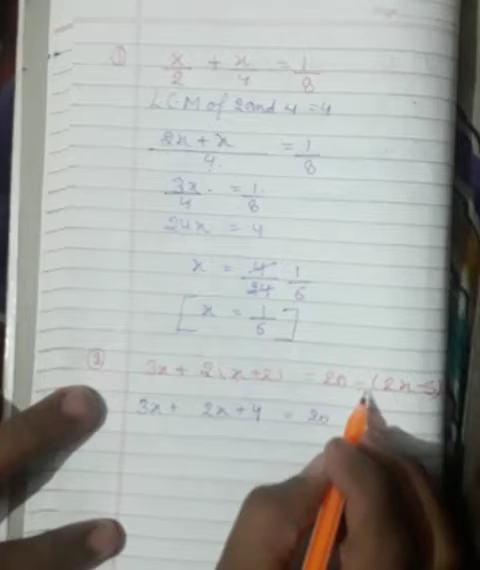 ① x/2 + x/4 = 1/8
LCM of 2 and 4 = 4
2x + x/4 = 1/8
3x/4 = 1/8
24x = 4
x = 4/24 1/6
[x = 1/6]
② 3x + 2(x+2) = 20 - (2x-5)
3x + 2x+4 = 20